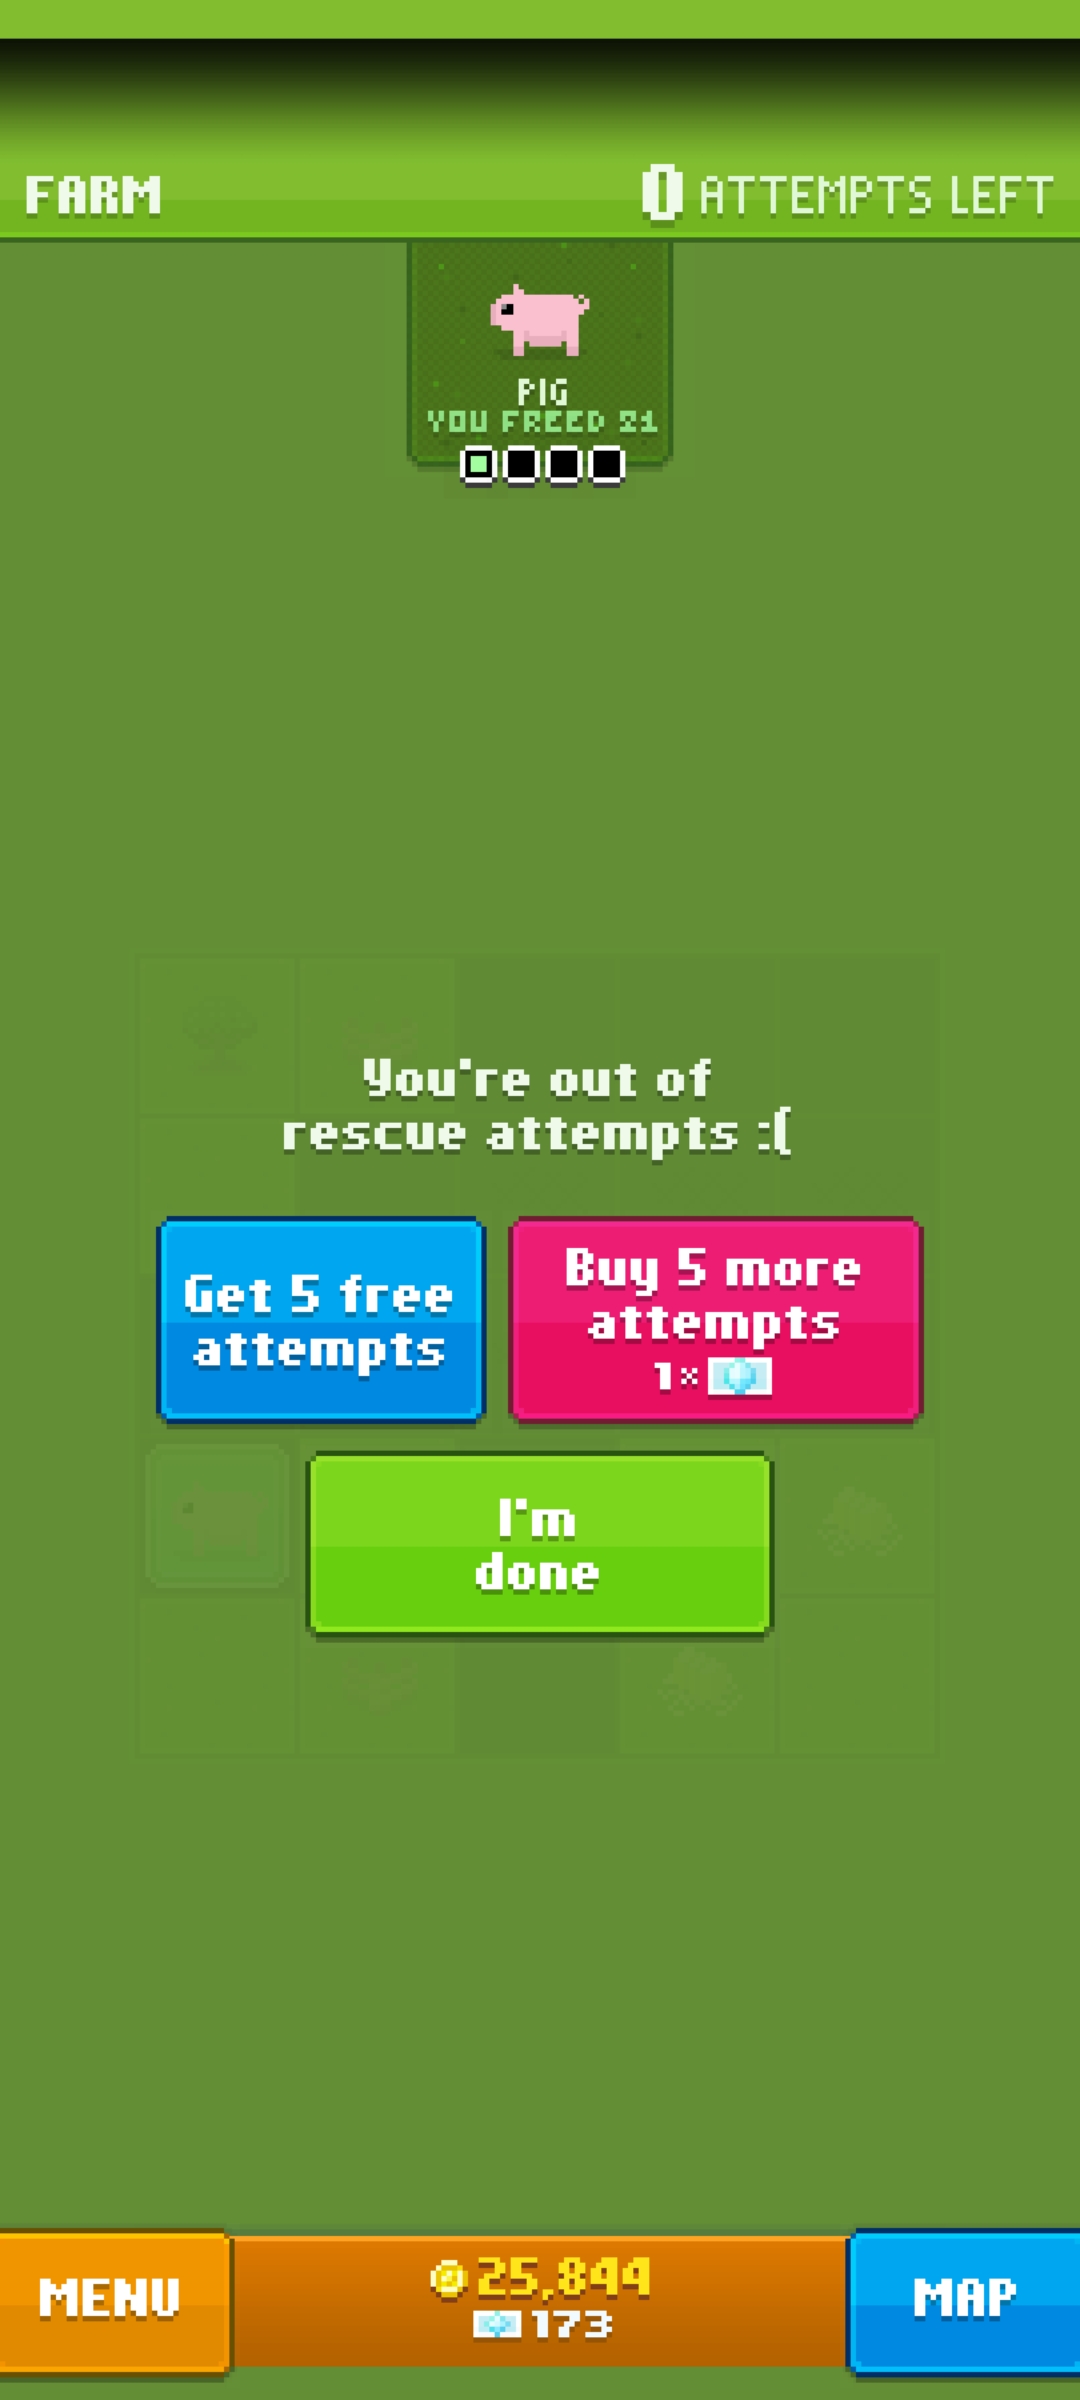 FARM
0 ATTEMPTS LEFT
PIG
YOU FREED 21
You're out of
rescue attempts :(
Get 5 free
attempts
Buy 5 more
attempts
1×
I'm
done
MENU
25,844
173
MAP